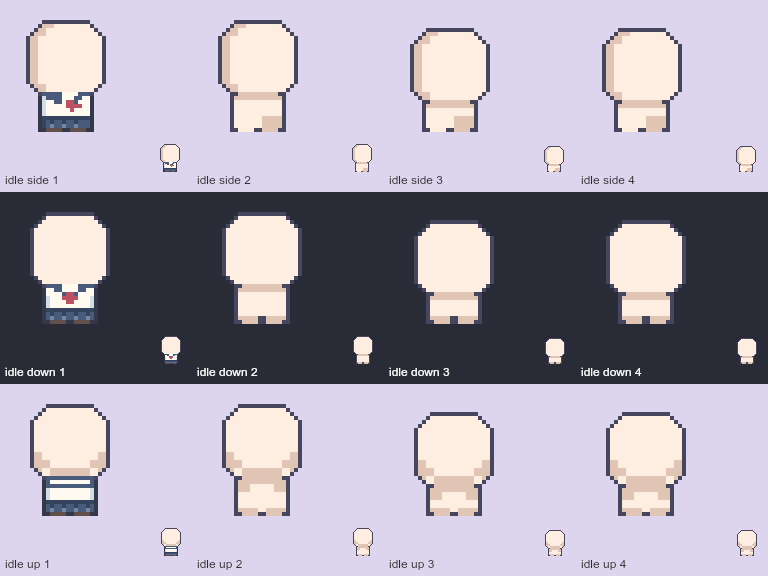 idle side 1
idle side 2
idle side 3
idle side 4
idle down 1
idle down 2
idle down 3
idle down 4
idle up 1
idle up 2
idle up 3
idle up 4